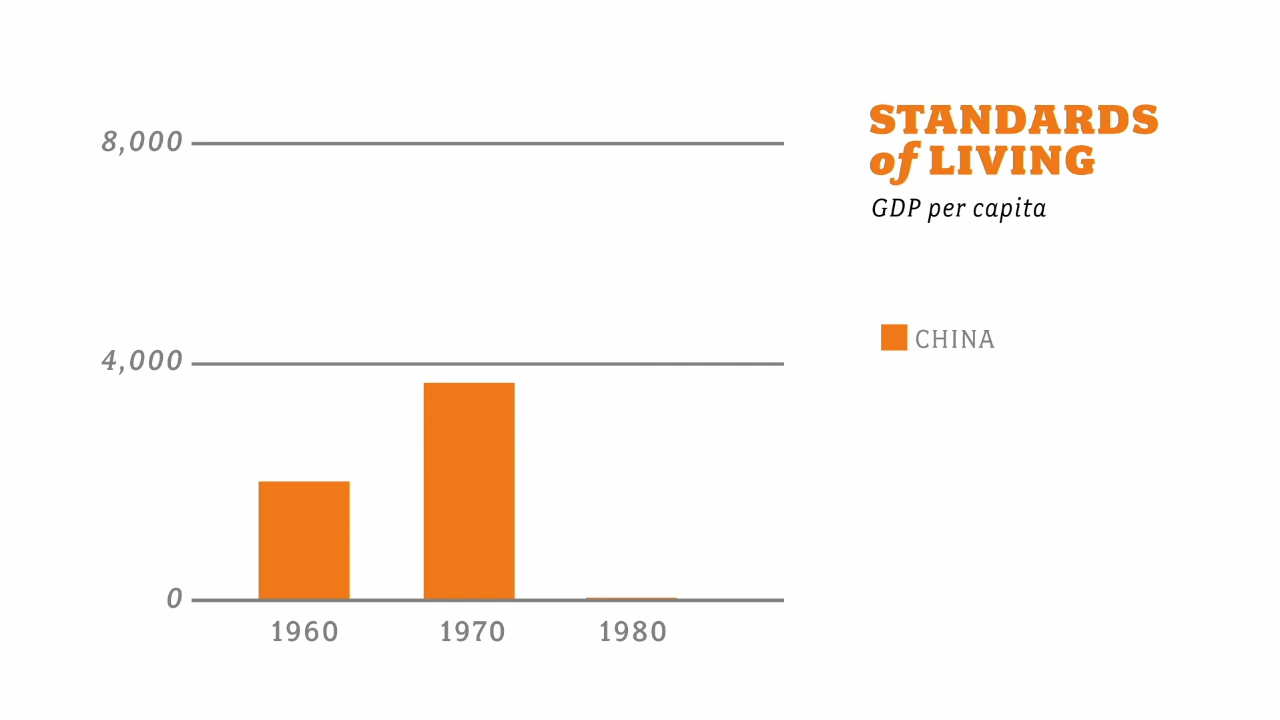 STANDARDS
of LIVING
GDP per capita
CHINA
8,000
4,000
0
1960 1970 1980